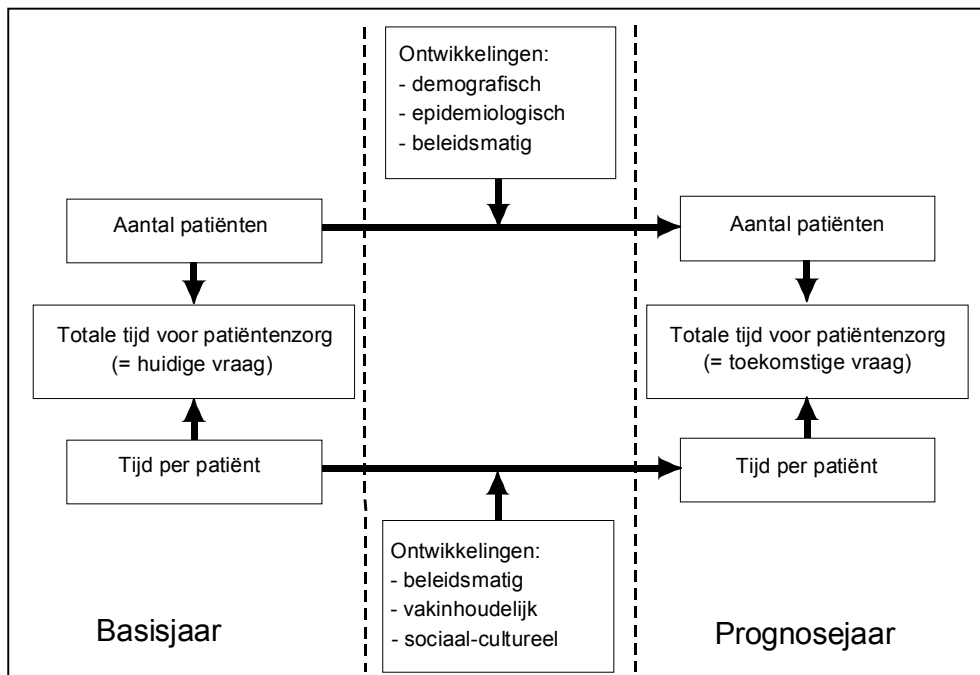 Ontwikkelingen:
- demografisch
- epidemiologisch
- beleidsmatig
Aantal patiënten
Aantal patiënten
Totale tijd voor patiëntenzorg
(= huidige vraag)
Totale tijd voor patiëntenzorg
(= toekomstige vraag)
Tijd per patiënt
Tijd per patiënt
Ontwikkelingen:
- beleidsmatig
- vakinhoudelijk
- sociaal-cultureel
Basisjaar
Prognosejaar